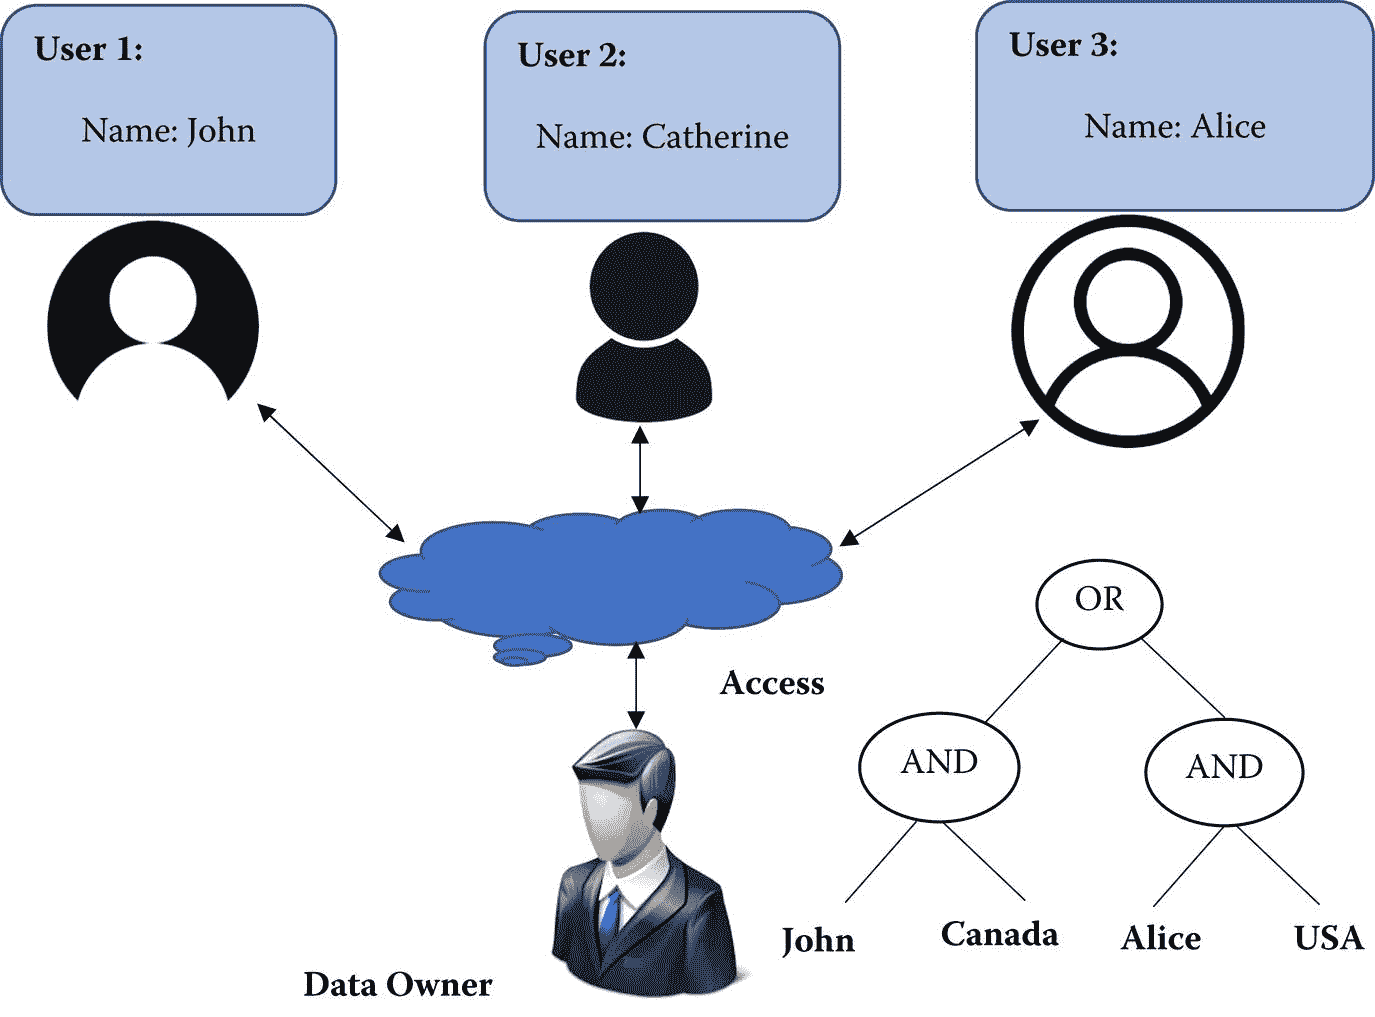 User 1:
Name: John
User 2:
Name: Catherine
User 3:
Name: Alice
OR
Access
AND
AND
John
Canada
Alice
USA
Data Owner